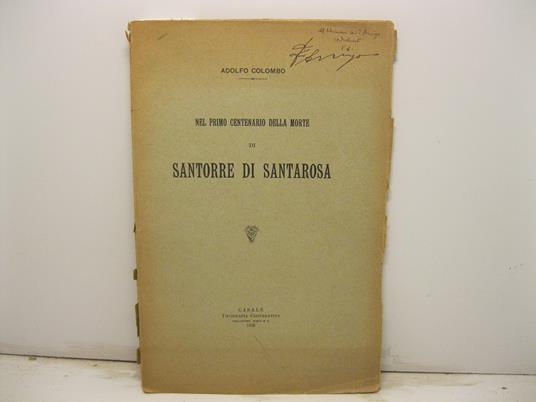 ADOLFO COLOMBO
NEL PRIMO CENTENARIO DELLA MORTE
DI
SANTORRE DI SANTAROSA
CASALE
TIPOGRAFIA COOPERATIVA